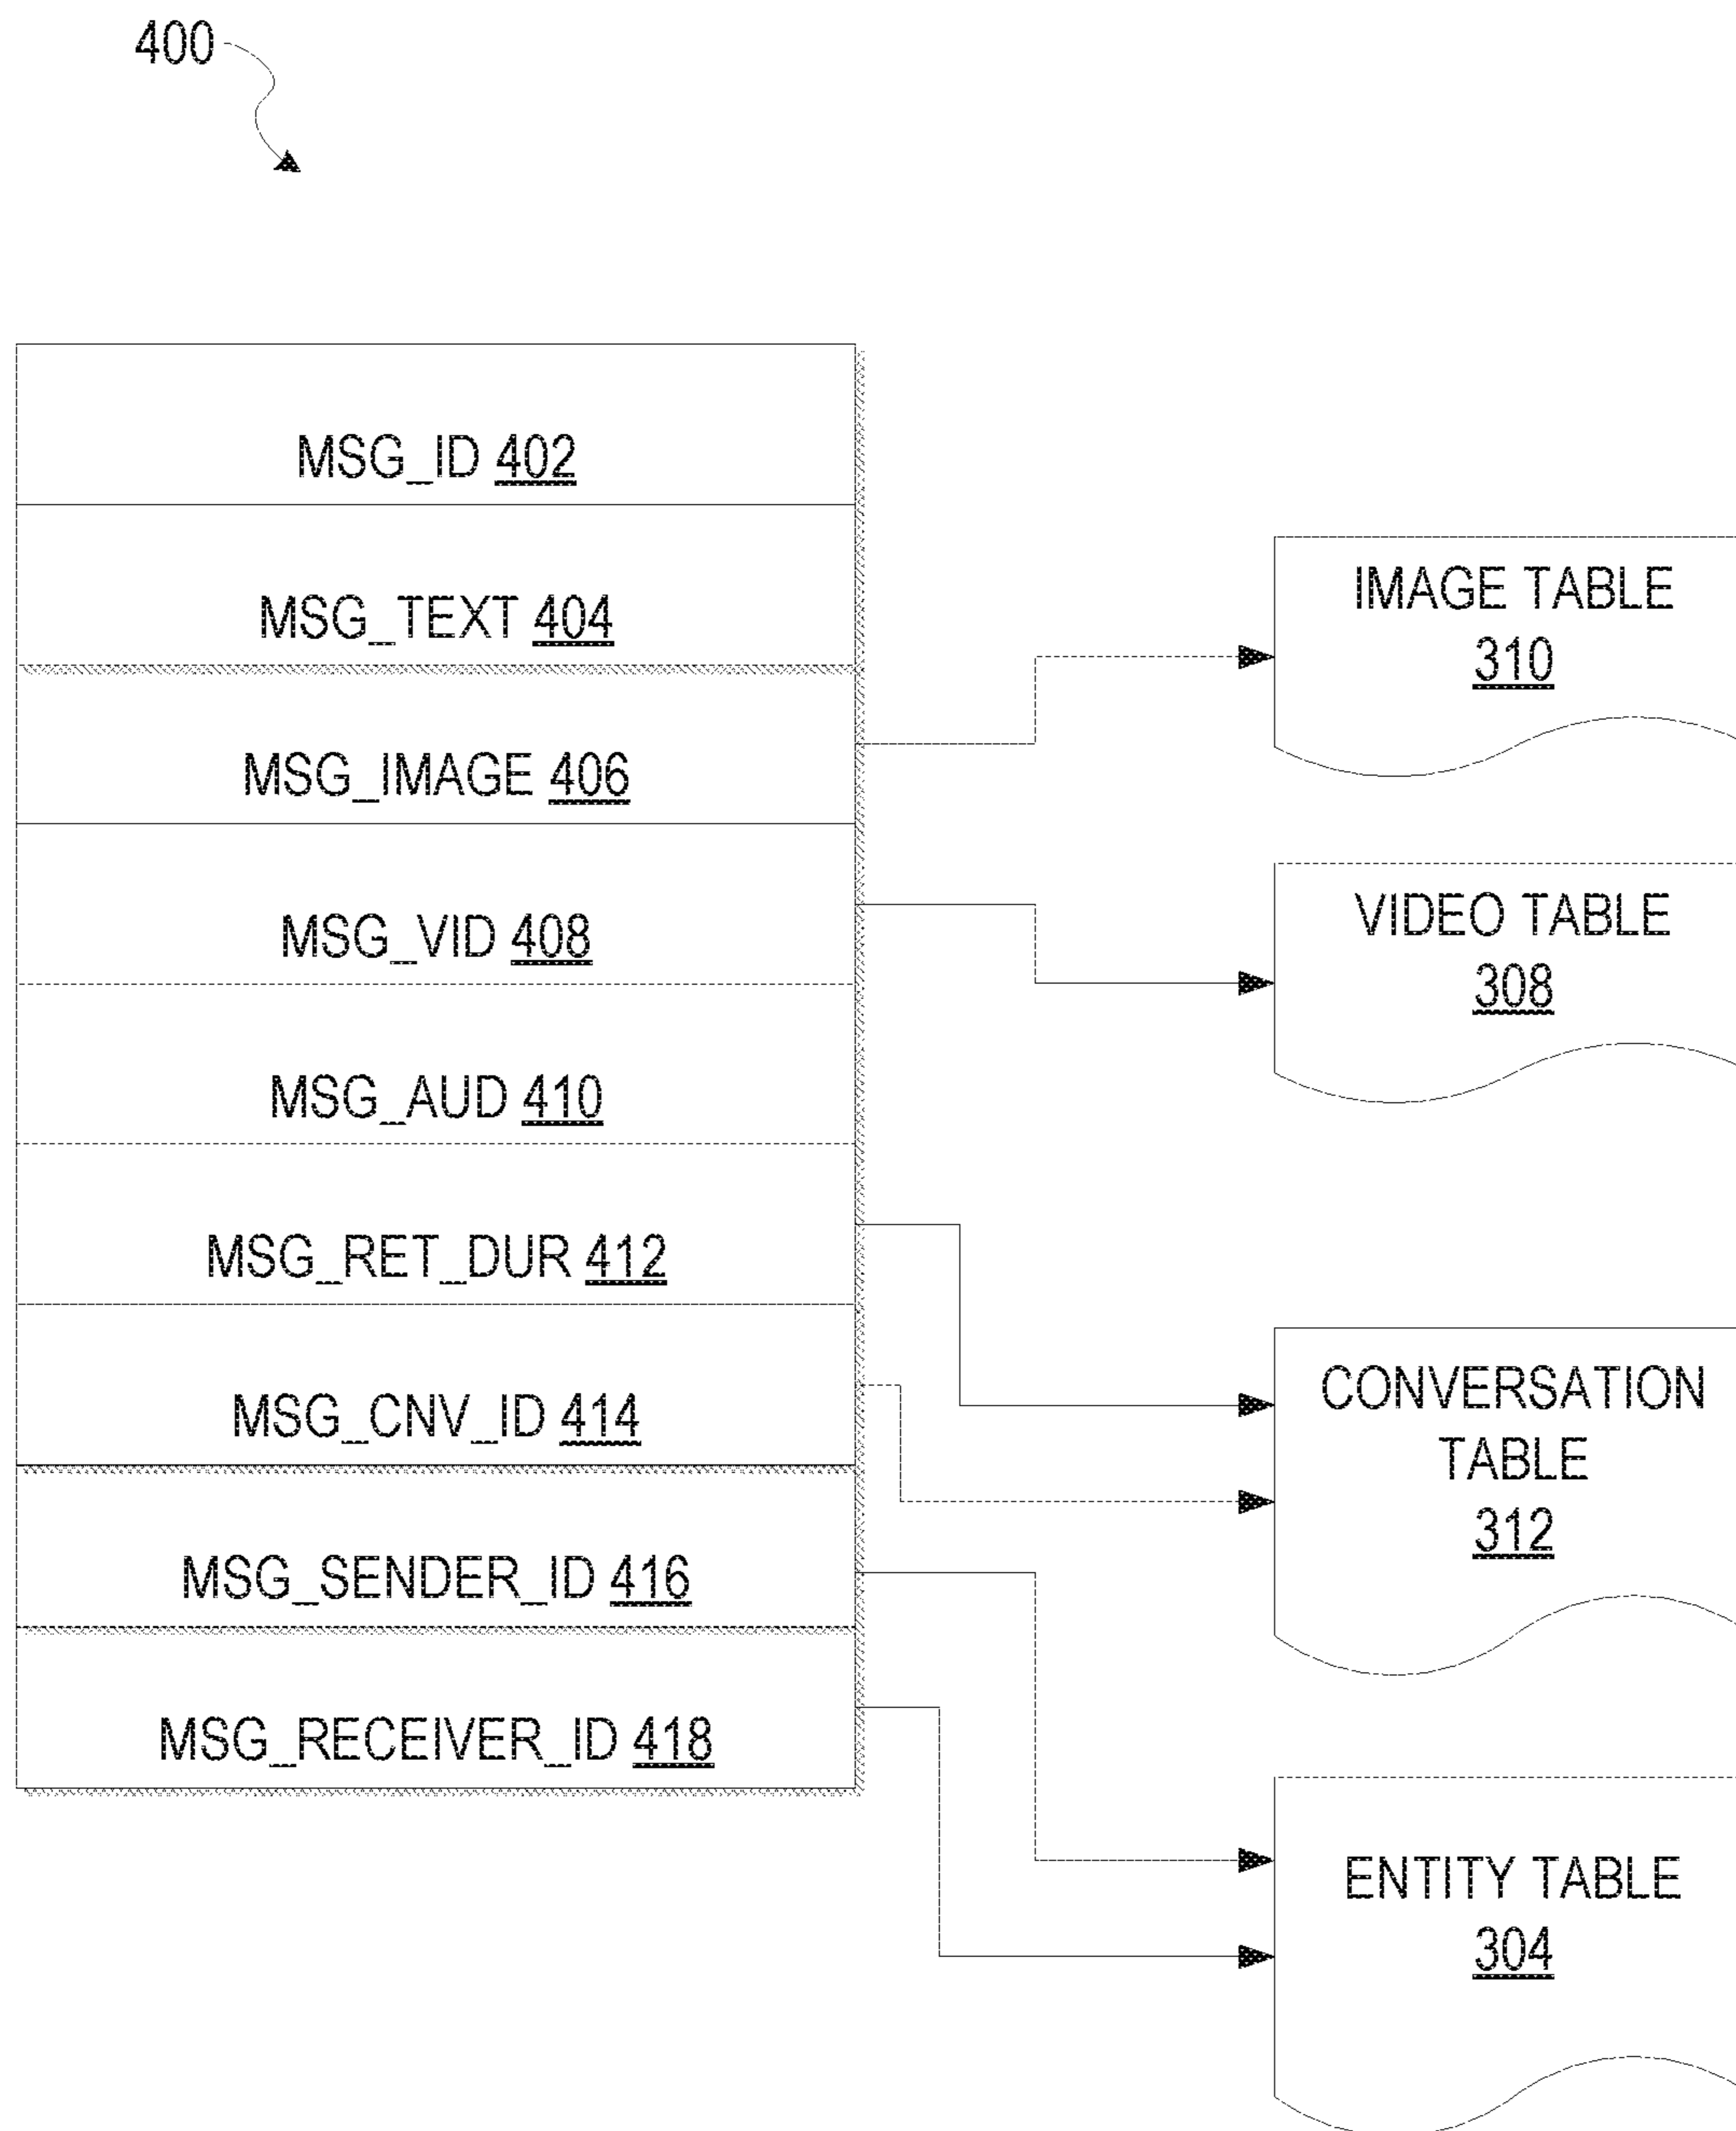 400
MSG_ID 402
MSG_TEXT 404
MSG_IMAGE 406
MSG_VID 408
MSG_AUD 410
MSG_RET_DUR 412
MSG_CNV_ID 414
MSG_SENDER_ID 416
MSG_RECEIVER_ID 418
IMAGE TABLE
310
VIDEO TABLE
308
CONVERSATION
TABLE
312
ENTITY TABLE
304